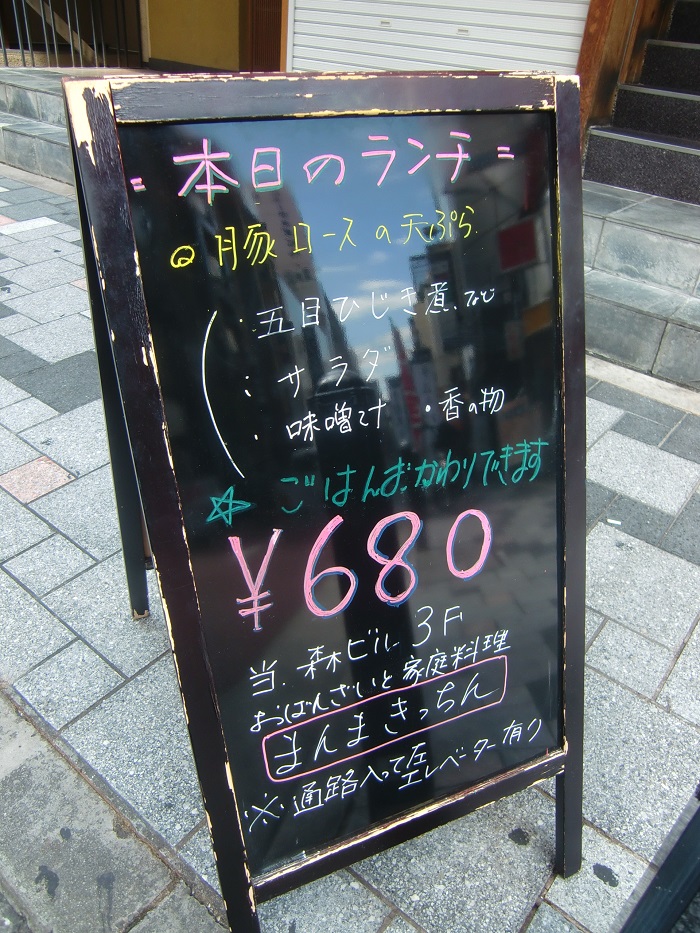 = 本日のランチ =
◎ 豚ロースの天ぷら
・五目ひじき煮、など
・サラダ
・味噌汁 ・香の物
☆ ごはんおかわりできます
¥680
当.森ビル 3F
おばんざいと家庭料理
まんまきっちん
※通路入って左
エレベーター有り